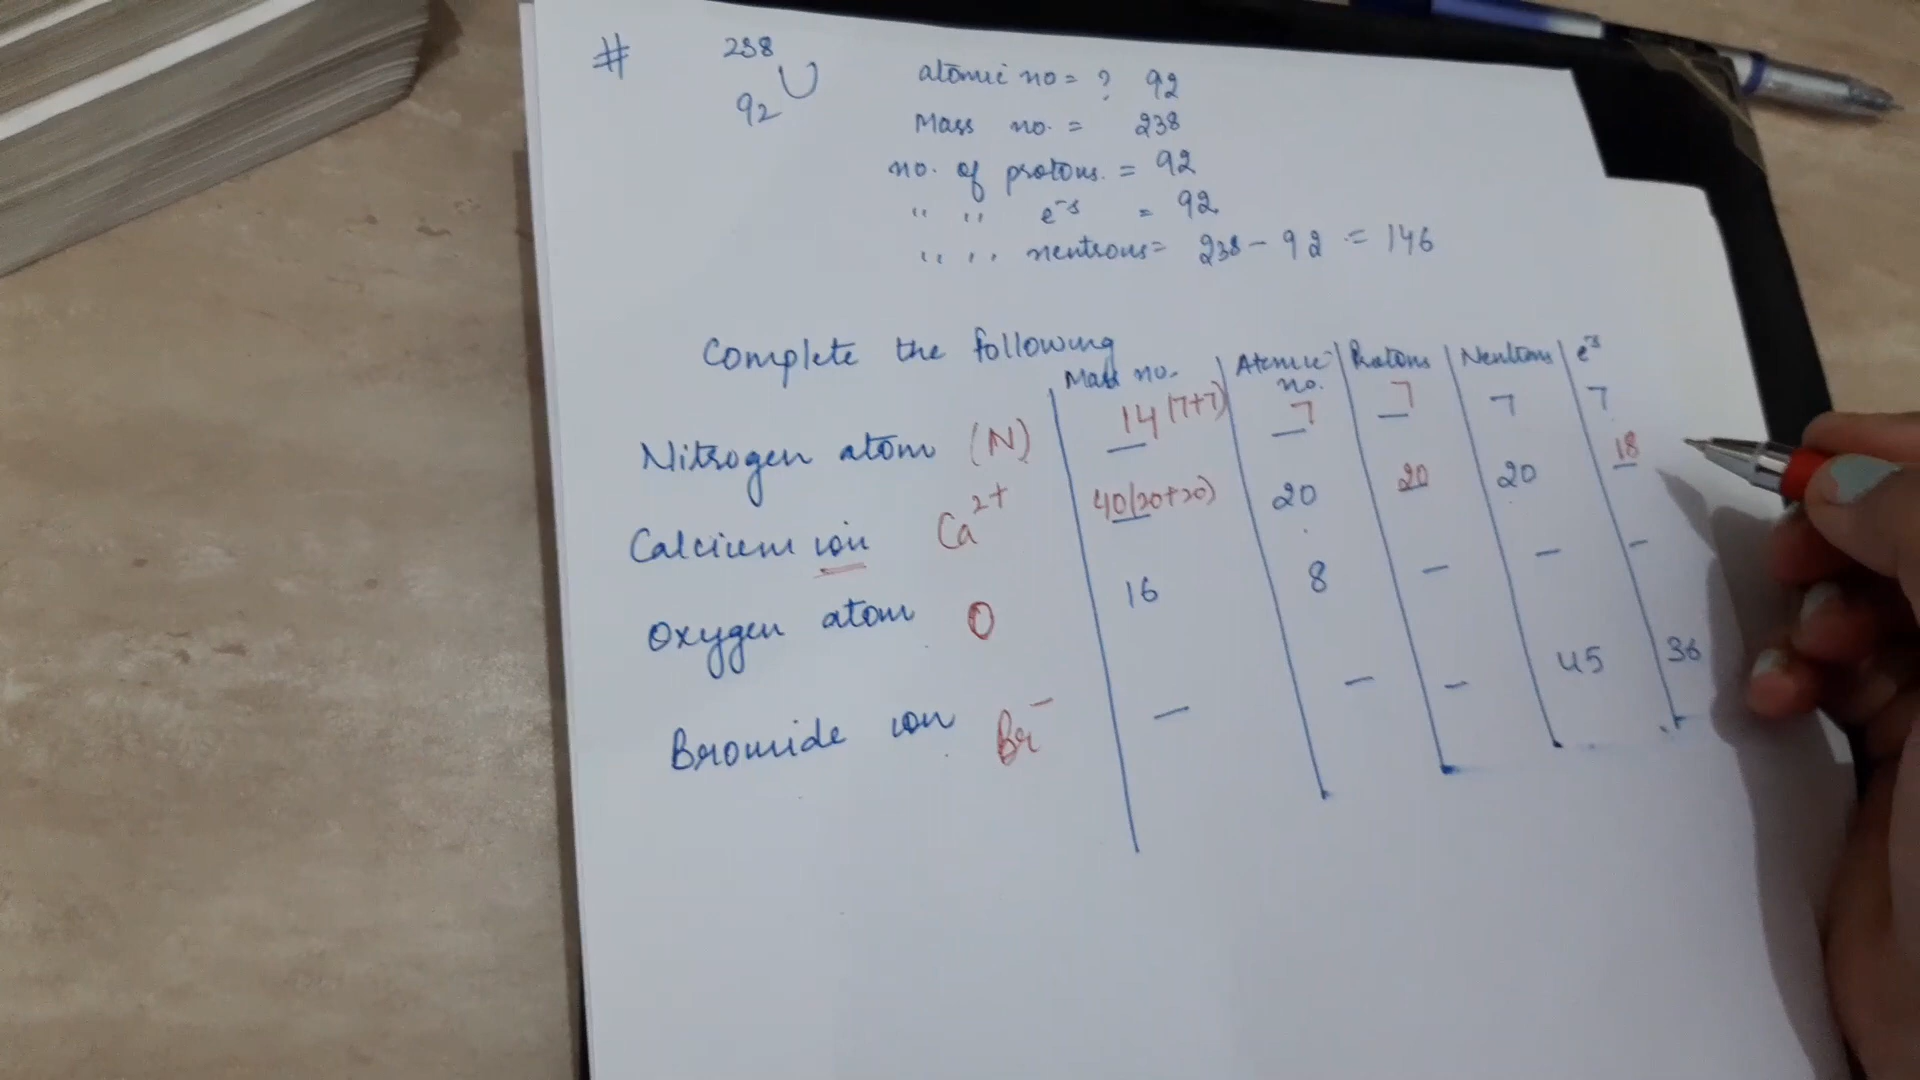 # 238
92 U
atomic no = ? 92
Mass no. = 238
no. of protons. = 92
" " e⁻s = 92
" " neutrons = 238 - 92 = 146
Complete the following
Mass no. Atomic no. Protons Neutrons e⁻s
Nitrogen atom (N) 14 (7+7) 7 7 7 7
Calcium ion Ca²⁺ 40(20+20) 20 20 20 18
Oxygen atom O 16 8 - - -
Bromide ion Br⁻ - - - 45 36